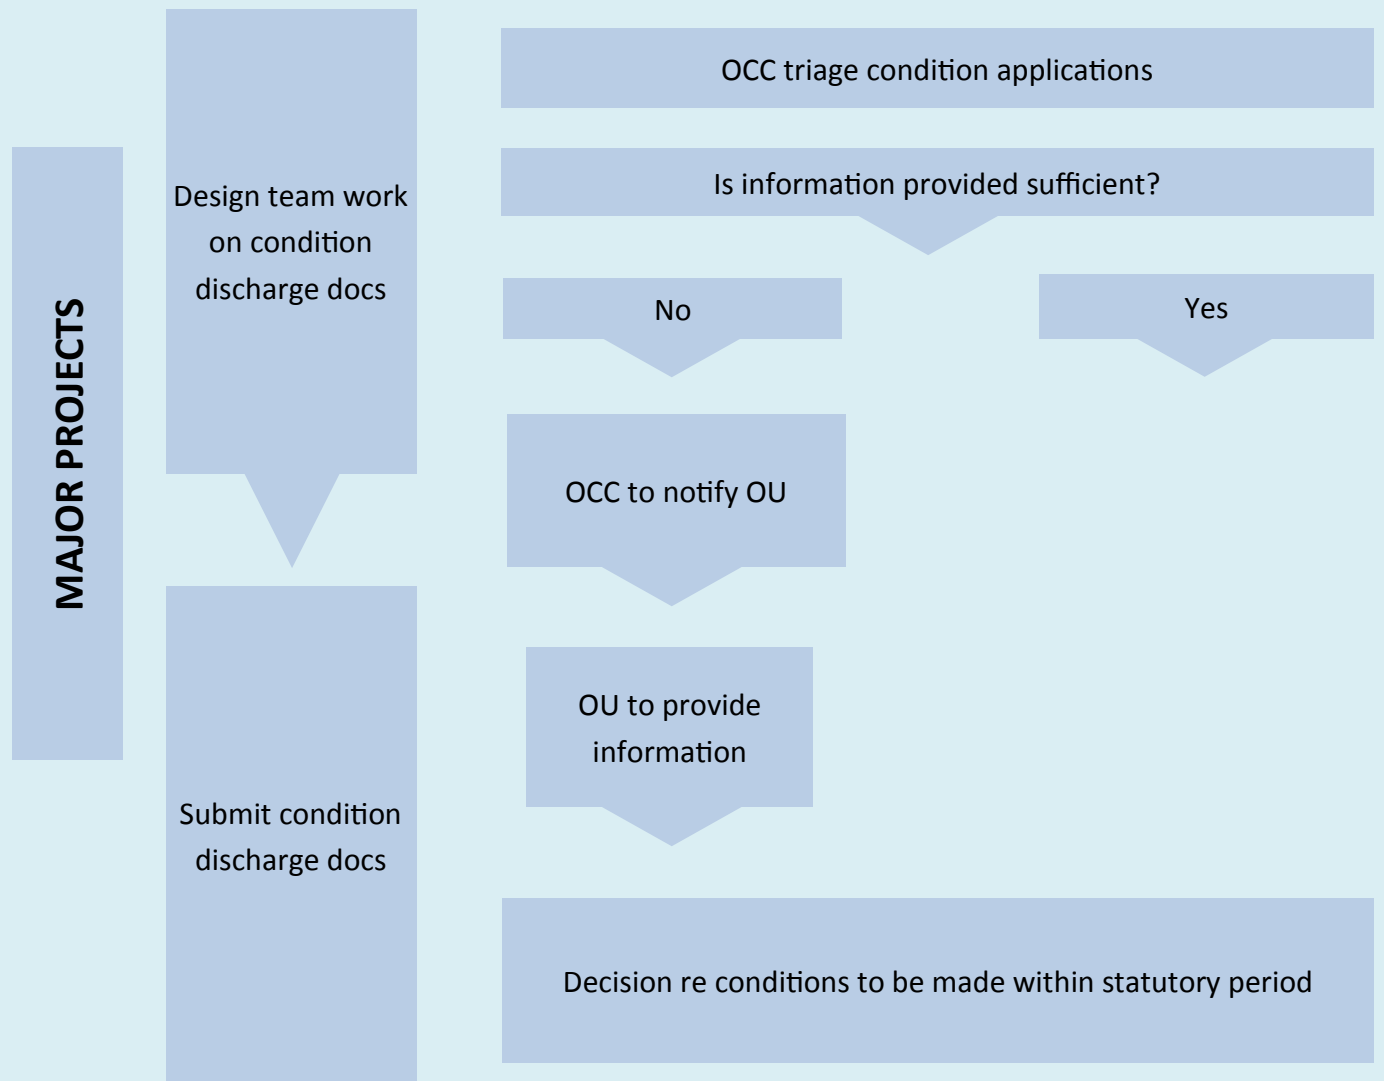 MAJOR PROJECTS
Design team work
on condition
discharge docs
Submit condition
discharge docs
OCC triage condition applications
Is information provided sufficient?
No
Yes
OCC to notify OU
OU to provide
information
Decision re conditions to be made within statutory period